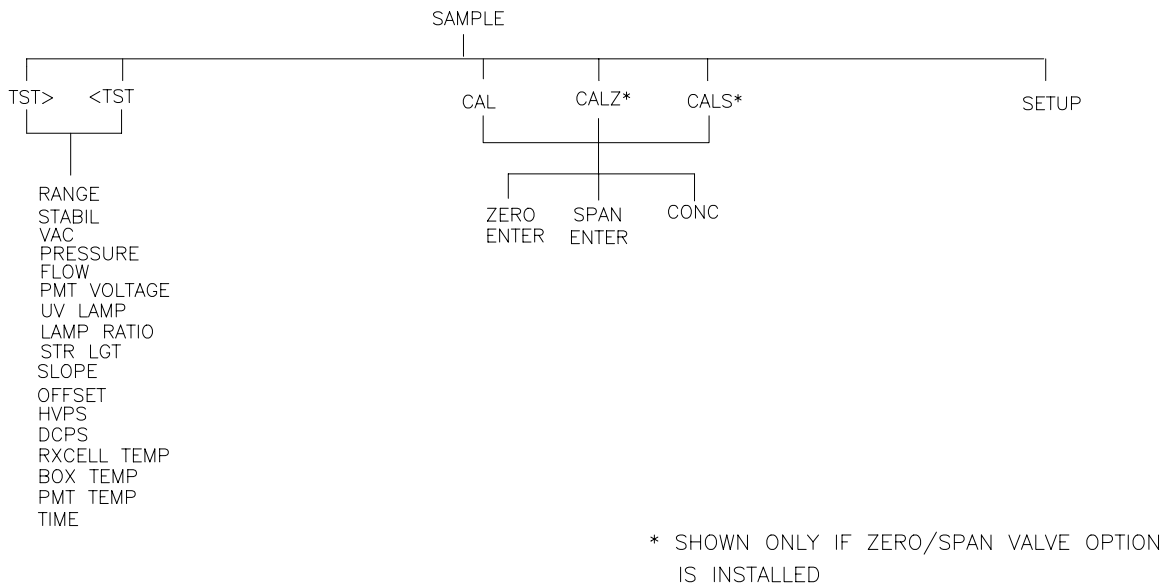 SAMPLE
TST> <TST CAL CALZ* CALS* SETUP
RANGE
STABIL
VAC
PRESSURE
FLOW
PMT VOLTAGE
UV LAMP
LAMP RATIO
STR LGT
SLOPE
OFFSET
HVPS
DCPS
RXCELL TEMP
BOX TEMP
PMT TEMP
TIME
ZERO
ENTER
SPAN
ENTER
CONC
* SHOWN ONLY IF ZERO/SPAN VALVE OPTION
IS INSTALLED